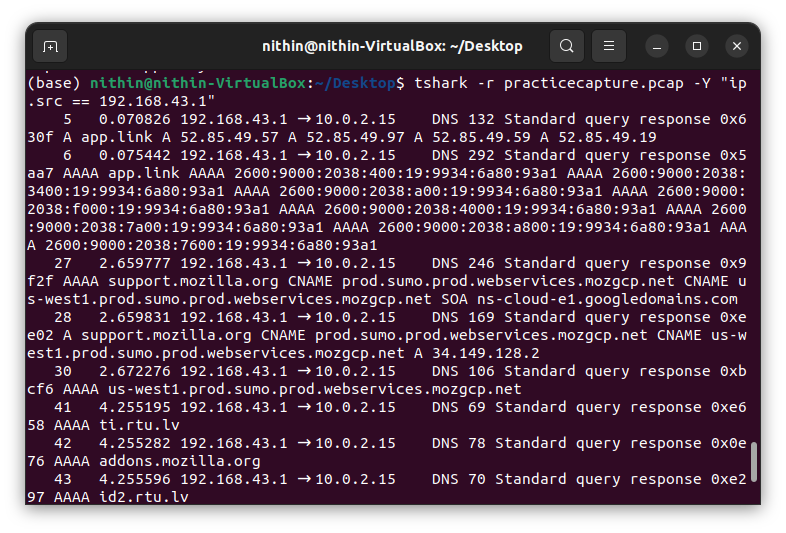 nithin@nithin-VirtualBox: ~/Desktop
(base) nithin@nithin-VirtualBox:~/Desktop$ tshark -r practicecapture.pcap -Y "ip
.src == 192.168.43.1"
5 0.070826 192.168.43.1 → 10.0.2.15 DNS 132 Standard query response 0x6
30f A app.link A 52.85.49.57 A 52.85.49.97 A 52.85.49.59 A 52.85.49.19
6 0.075442 192.168.43.1 → 10.0.2.15 DNS 292 Standard query response 0x5
aa7 AAAA app.link AAAA 2600:9000:2038:400:19:9934:6a80:93a1 AAAA 2600:9000:2038:
3400:19:9934:6a80:93a1 AAAA 2600:9000:2038:a00:19:9934:6a80:93a1 AAAA 2600:9000:
2038:f000:19:9934:6a80:93a1 AAAA 2600:9000:2038:4000:19:9934:6a80:93a1 AAAA 2600
:9000:2038:7a00:19:9934:6a80:93a1 AAAA 2600:9000:2038:a800:19:9934:6a80:93a1 AAA
A 2600:9000:2038:7600:19:9934:6a80:93a1
27 2.659777 192.168.43.1 → 10.0.2.15 DNS 246 Standard query response 0x9
f2f AAAA support.mozilla.org CNAME prod.sumo.prod.webservices.mozgcp.net CNAME u
s-west1.prod.sumo.prod.webservices.mozgcp.net SOA ns-cloud-e1.googledomains.com
28 2.659831 192.168.43.1 → 10.0.2.15 DNS 169 Standard query response 0xe
e02 A support.mozilla.org CNAME prod.sumo.prod.webservices.mozgcp.net CNAME us-w
est1.prod.sumo.prod.webservices.mozgcp.net A 34.149.128.2
30 2.672276 192.168.43.1 → 10.0.2.15 DNS 106 Standard query response 0xb
cf6 AAAA us-west1.prod.sumo.prod.webservices.mozgcp.net
41 4.255195 192.168.43.1 → 10.0.2.15 DNS 69 Standard query response 0xe6
58 AAAA ti.rtu.lv
42 4.255282 192.168.43.1 → 10.0.2.15 DNS 78 Standard query response 0x0e
76 AAAA addons.mozilla.org
43 4.255596 192.168.43.1 → 10.0.2.15 DNS 70 Standard query response 0xe2
97 AAAA id2.rtu.lv